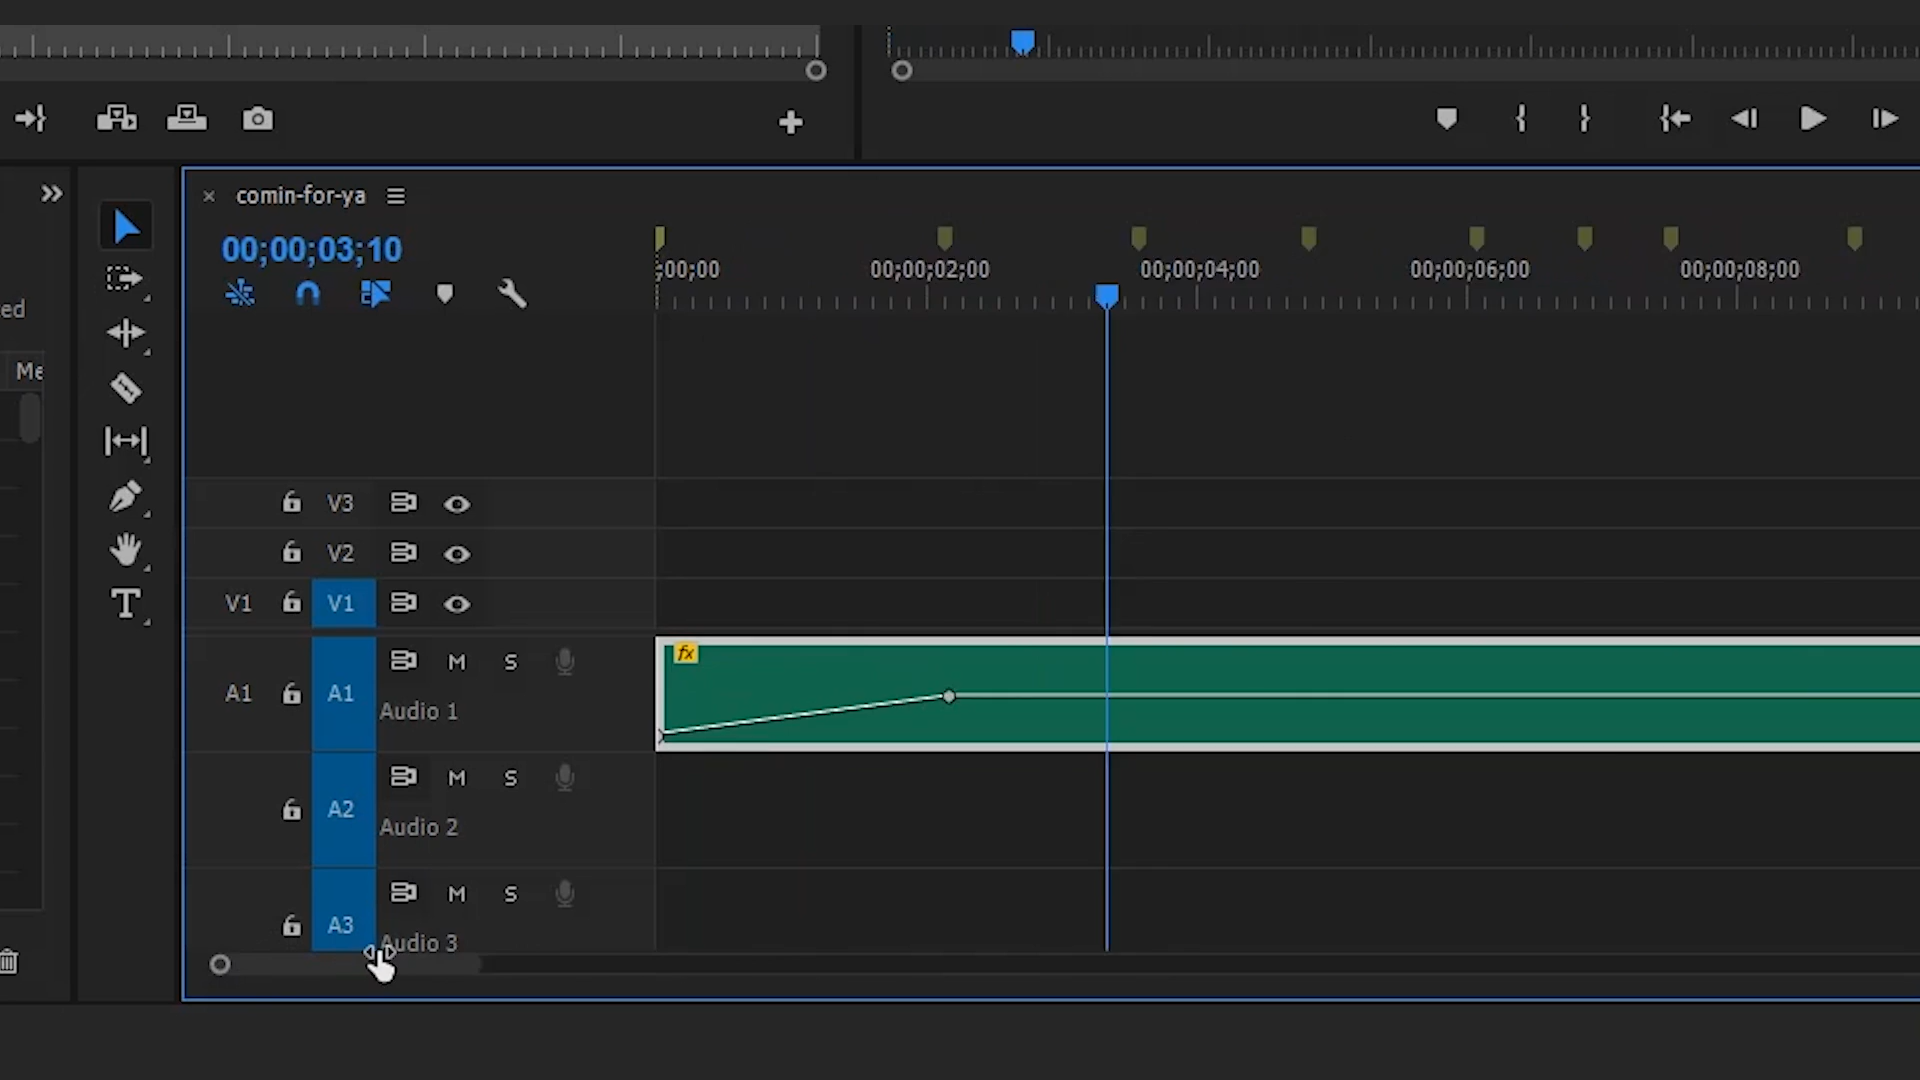 comin-for-ya
00;00;03;10
;00;00
00;00;02;00
00;00;04;00
00;00;06;00
00;00;08;00
ed
Me
V3
V2
V1 V1
fx
A1 A1 M S
Audio 1
A2 M S
Audio 2
A3 M S
Audio 3